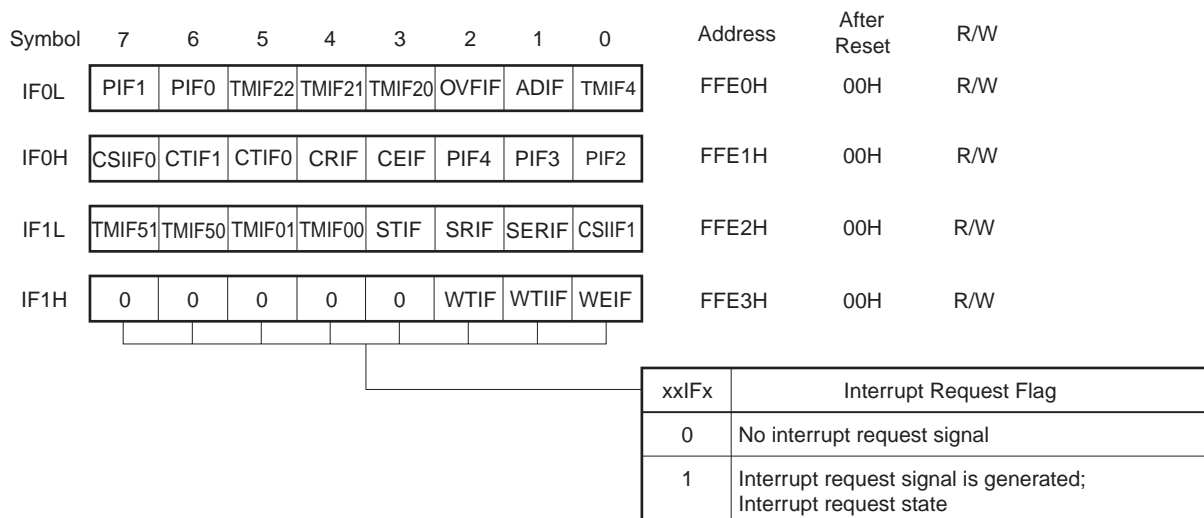 Symbol 7 6 5 4 3 2 1 0 Address After Reset R/W
IF0L PIF1 PIF0 TMIF22 TMIF21 TMIF20 OVFIF ADIF TMIF4 FFE0H 00H R/W
IF0H CSIIF0 CTIF1 CTIF0 CRIF CEIF PIF4 PIF3 PIF2 FFE1H 00H R/W
IF1L TMIF51 TMIF50 TMIF01 TMIF00 STIF SRIF SERIF CSIIF1 FFE2H 00H R/W
IF1H 0 0 0 0 0 WTIF WTIIF WEIF FFE3H 00H R/W
xxIFx Interrupt Request Flag
0 No interrupt request signal
1 Interrupt request signal is generated;
Interrupt request state